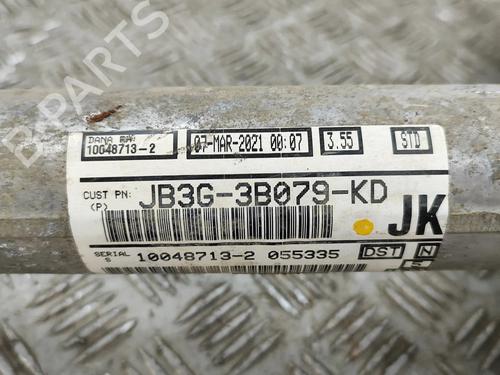 B-PARTS
DANA PN:
10048713-2
07-MAR-2021 00:07
3.55
STD
CUST PN:
(P)
JB3G-3B079-KD
JK
SERIAL
S
10048713-2 055335
DST
N